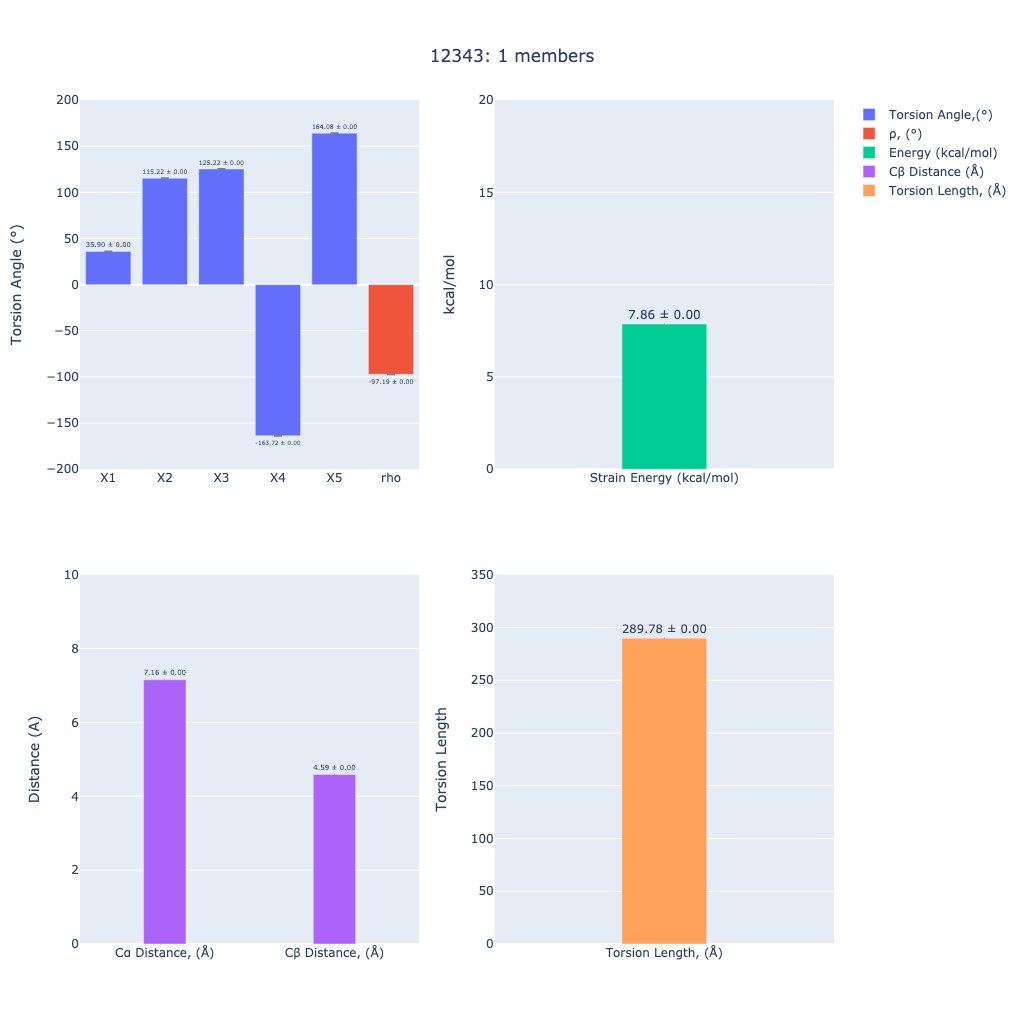 12343: 1 members
200
150
100
50
0
−50
−100
−150
−200
Torsion Angle (°)
35.90 ± 0.00
115.22 ± 0.00
125.22 ± 0.00
-163.72 ± 0.00
164.08 ± 0.00
-97.19 ± 0.00
X1
X2
X3
X4
X5
rho
20
15
10
5
0
kcal/mol
7.86 ± 0.00
Strain Energy (kcal/mol)
Torsion Angle,(°)
ρ, (°)
Energy (kcal/mol)
Cβ Distance (Å)
Torsion Length, (Å)
10
8
6
4
2
0
Distance (A)
7.16 ± 0.00
4.59 ± 0.00
Cα Distance, (Å)
Cβ Distance, (Å)
350
300
250
200
150
100
50
0
Torsion Length
289.78 ± 0.00
Torsion Length, (Å)